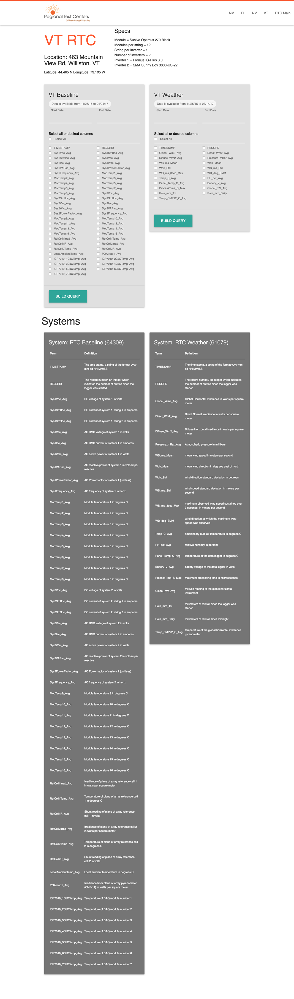 Regional Test Centers
Differentiating PV Quality
NM FL NV VT RTC Main
VT RTC
Location: 463 Mountain
View Rd, Williston, VT
Latitude: 44.465 N Longitude: 73.105 W
Specs
Module = Suniva Optimus 270 Black
Modules per string = 12
String per inverter = 1
Number of inverters = 2
Inverter 1 = Fronius IG-Plus 3.0
Inverter 2 = SMA Sunny Boy 3800-US-22
VT Baseline
Data is available from 11/25/15 to 04/04/17
Start Date End Date
Select all or desired columns
Select All
TIMESTAMP RECORD
Sys1Vdc_Avg Sys1Str1Idc_Avg
Sys1Str2Idc_Avg Sys1Vac_Avg
Sys1Iac_Avg Sys1Wac_Avg
Sys1VARac_Avg Sys1PowerFactor_Avg
Sys1Frequency_Avg ModTemp1_Avg
ModTemp2_Avg ModTemp3_Avg
ModTemp4_Avg ModTemp5_Avg
ModTemp6_Avg ModTemp7_Avg
ModTemp8_Avg Sys2Vdc_Avg
Sys2Str1Idc_Avg Sys2Str2Idc_Avg
Sys2Vac_Avg Sys2Iac_Avg
Sys2Wac_Avg Sys2VARac_Avg
Sys2PowerFactor_Avg Sys2Frequency_Avg
ModTemp9_Avg ModTemp10_Avg
ModTemp11_Avg ModTemp12_Avg
ModTemp13_Avg ModTemp14_Avg
ModTemp15_Avg ModTemp16_Avg
RefCell1Irrad_Avg RefCell1Temp_Avg
RefCell1R_Avg RefCell2Irrad_Avg
RefCell2Temp_Avg RefCell2R_Avg
LocalAmbientTemp_Avg POAIrrad1_Avg
ICP7019_1CJCTemp_Avg ICP7019_2CJCTemp_Avg
ICP7019_3CJCTemp_Avg ICP7019_4CJCTemp_Avg
ICP7019_5CJCTemp_Avg ICP7019_6CJCTemp_Avg
ICP7019_7CJCTemp_Avg
BUILD QUERY
VT Weather
Data is available from 11/25/15 to 03/14/17
Start Date End Date
Select all or desired columns
Select All
TIMESTAMP RECORD
Global_Wm2_Avg Direct_Wm2_Avg
Diffuse_Wm2_Avg Pressure_mBar_Avg
WS_ms_Mean Wdir_Mean
Wdir_Std WS_ms_Std
WS_ms_3sec_Max WD_deg_SMM
Temp_C_Avg RH_pct_Avg
Panel_Temp_C_Avg Battery_V_Avg
ProcessTime_S_Max Global_mV_Avg
Rain_mm_Tot Rain_mm_Daily
Temp_CMP22_C_Avg
BUILD QUERY
Systems
System: RTC Baseline (64309)
Term Definition
TIMESTAMP The time stamp, a string of the format yyyy-
mm-dd HH:MM:SS.
RECORD The record number, an integer which
indicates the number of entries since the
logger was started
Sys1Vdc_Avg DC voltage of system 1 in volts
Sys1Str1Idc_Avg DC current of system 1, string 1 in amperes
Sys1Str2Idc_Avg DC current of system 1, string 2 in amperes
Sys1Vac_Avg AC RMS voltage of system 1 in volts
Sys1Iac_Avg AC RMS current of system 1 in amperes
Sys1Wac_Avg AC active power of system 1 in watts
Sys1VARac_Avg AC reactive power of system 1 in volt-amps-
reactive
Sys1PowerFactor_Avg AC Power factor of system 1 (unitless)
Sys1Frequency_Avg AC frequency of system 1 in hertz
ModTemp1_Avg Module temperature 1 in degrees C
ModTemp2_Avg Module temperature 2 in degrees C
ModTemp3_Avg Module temperature 3 in degrees C
ModTemp4_Avg Module temperature 4 in degrees C
ModTemp5_Avg Module temperature 5 in degrees C
ModTemp6_Avg Module temperature 6 in degrees C
ModTemp7_Avg Module temperature 7 in degrees C
ModTemp8_Avg Module temperature 8 in degrees C
Sys2Vdc_Avg DC voltage of system 2 in volts
Sys2Str1Idc_Avg DC current of system 2, string 1 in amperes
Sys2Str2Idc_Avg DC current of system 2, string 2 in amperes
Sys2Vac_Avg AC RMS voltage of system 2 in volts
Sys2Iac_Avg AC RMS current of system 2 in amperes
Sys2Wac_Avg AC active power of system 2 in watts
Sys2VARac_Avg AC reactive power of system 2 in volt-amps-
reactive
Sys2PowerFactor_Avg AC Power factor of system 2 (unitless)
Sys2Frequency_Avg AC frequency of system 2 in hertz
ModTemp9_Avg Module temperature 9 in degrees C
ModTemp10_Avg Module temperature 10 in degrees C
ModTemp11_Avg Module temperature 11 in degrees C
ModTemp12_Avg Module temperature 12 in degrees C
ModTemp13_Avg Module temperature 13 in degrees C
ModTemp14_Avg Module temperature 14 in degrees C
ModTemp15_Avg Module temperature 15 in degrees C
ModTemp16_Avg Module temperature 16 in degrees C
RefCell1Irrad_Avg Irradiance of plane of array reference cell 1
in watts per square meter
RefCell1Temp_Avg Temperature of plane of array reference cell
1 in degrees C
RefCell1R_Avg Shunt reading of plane of array reference
cell 1 in volts
RefCell2Irrad_Avg Irradiance of plane of array reference cell 2
in watts per square meter
RefCell2Temp_Avg Temperature of plane of array reference cell
2 in degrees C
RefCell2R_Avg Shunt reading of plane of array reference
cell 2 in volts
LocalAmbientTemp_Avg Local ambient temperature in degrees C
POAIrrad1_Avg Irradiance from plane of array pyranometer
(CMP-11) in watts per square meter
ICP7019_1CJCTemp_Avg Temperature of DAQ module number 1
ICP7019_2CJCTemp_Avg Temperature of DAQ module number 2
ICP7019_3CJCTemp_Avg Temperature of DAQ module number 3
ICP7019_4CJCTemp_Avg Temperature of DAQ module number 4
ICP7019_5CJCTemp_Avg Temperature of DAQ module number 5
ICP7019_6CJCTemp_Avg Temperature of DAQ module number 6
ICP7019_7CJCTemp_Avg Temperature of DAQ module number 7
System: RTC Weather (61079)
Term Definition
TIMESTAMP The time stamp, a string of the format yyyy-mm-
dd HH:MM:SS.
RECORD The record number, an integer which indicates
the number of entries since the logger was
started
Global_Wm2_Avg Global Horizontal Irradiance in Watts per square
meter
Direct_Wm2_Avg Direct Normal Irradiance in watts per square
meter
Diffuse_Wm2_Avg Diffuse Horixontal irradiance in watts per square
meter
Pressure_mBar_Avg Atmospheric pressure in millibars
WS_ms_Mean mean wind speed in meters per second
Wdir_Mean mean wind direction in degrees east of north
Wdir_Std wind direction standard deviation in degrees
WS_ms_Std wind speed standard deviation in meters per
second
WS_ms_3sec_Max maximum observed wind speed sustained over
3 seconds, in meters per second
WD_deg_SMM wind direction at which the maximum wind
speed was observed
Temp_C_Avg ambient dry-bulb air temperature in degrees C
RH_pct_Avg relative humidity in percent
Panel_Temp_C_Avg temperature of the data logger in degrees C
Battery_V_Avg battery voltage of the data logger in volts
ProcessTime_S_Max maximum processing time in microseconds
Global_mV_Avg millivolt reading of the global horizontal
instrument
Rain_mm_Tot millimeters of rainfall since the logger was
started
Rain_mm_Daily millimeters of rainfall since midnight
Temp_CMP22_C_Avg temperature of the global horizontal irradiance
pyranometer